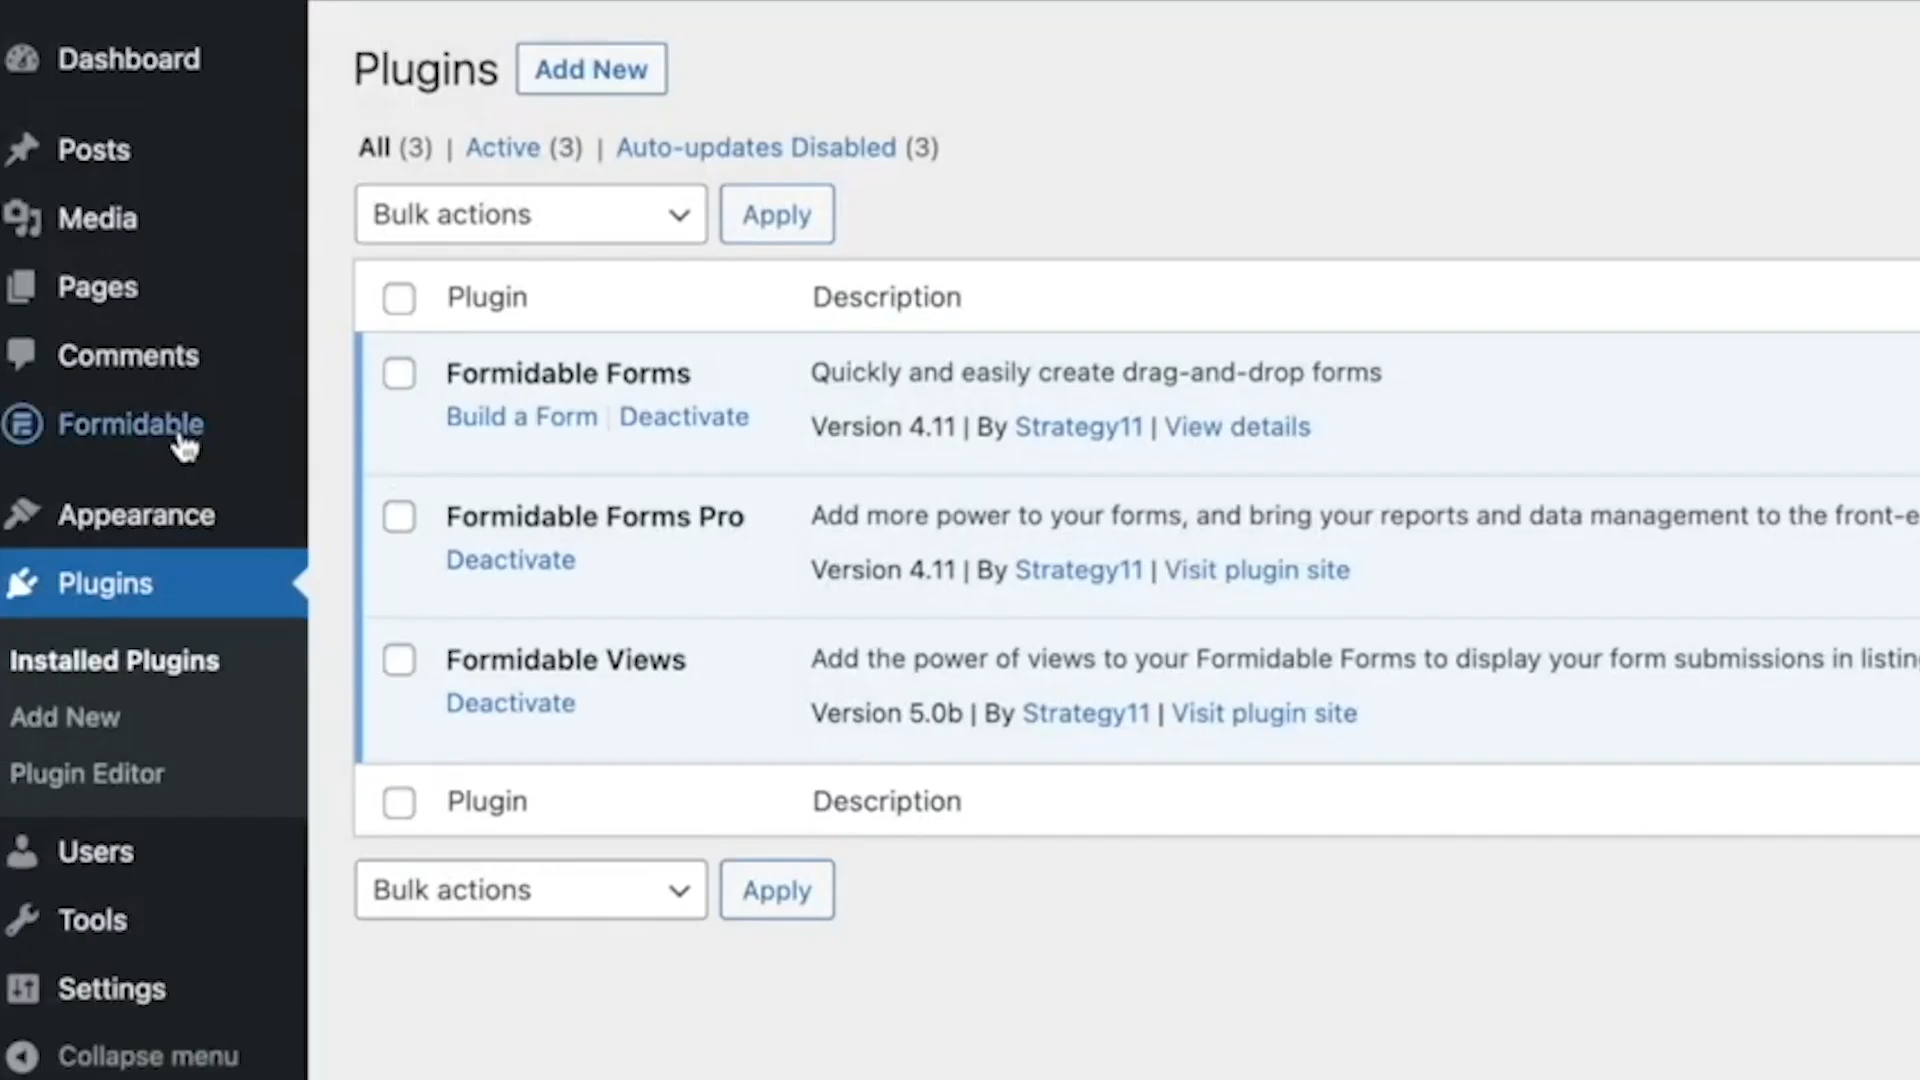 Dashboard
Posts
Media
Pages
Comments
Formidable
Appearance
Plugins
Installed Plugins
Add New
Plugin Editor
Users
Tools
Settings
Collapse menu
Plugins Add New
All (3) | Active (3) | Auto-updates Disabled (3)
Bulk actions Apply
Plugin Description
Formidable Forms Quickly and easily create drag-and-drop forms
Build a Form | Deactivate Version 4.11 | By Strategy11 | View details
Formidable Forms Pro Add more power to your forms, and bring your reports and data management to the front-e
Deactivate Version 4.11 | By Strategy11 | Visit plugin site
Formidable Views Add the power of views to your Formidable Forms to display your form submissions in listin
Deactivate Version 5.0b | By Strategy11 | Visit plugin site
Plugin Description
Bulk actions Apply